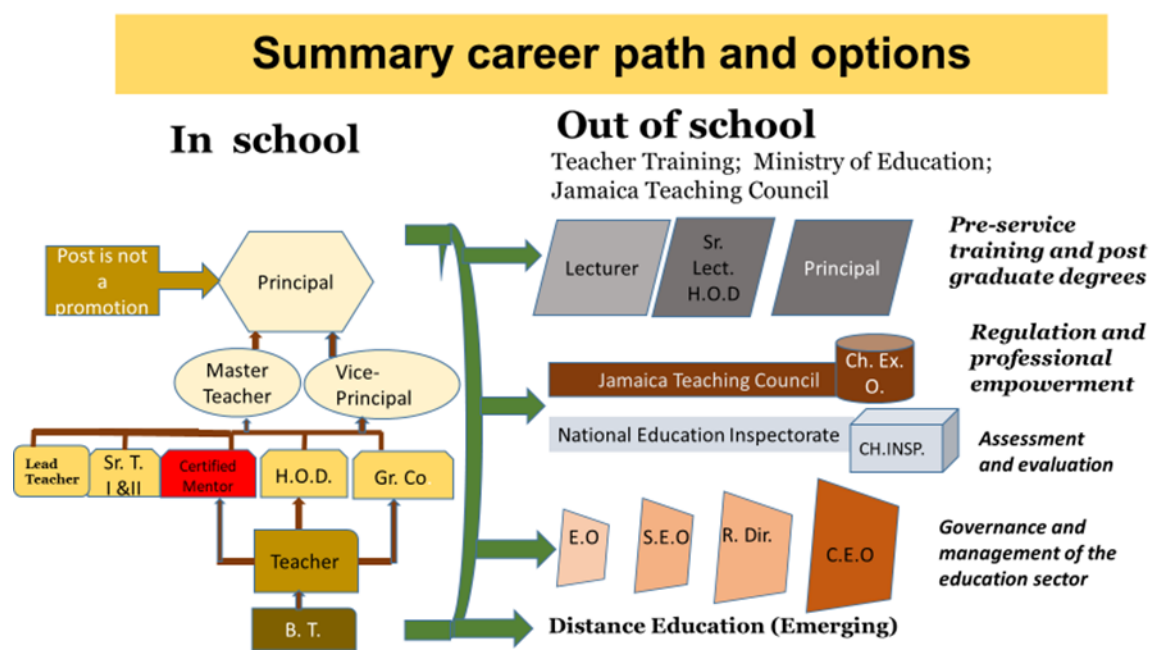 Summary career path and options
In school
Out of school
Teacher Training; Ministry of Education;
Jamaica Teaching Council
Post is not
a
promotion
Principal
Master
Teacher
Vice-
Principal
Lead
Teacher
Sr. T.
I &II
Certified
Mentor
H.O.D.
Gr. Co
Teacher
B. T.
Lecturer
Sr.
Lect.
H.O.D
Principal
Pre-service
training and post
graduate degrees
Jamaica Teaching Council
Ch. Ex.
O.
Regulation and
professional
empowerment
National Education Inspectorate
CH.INSP.
Assessment
and evaluation
E.O
S.E.O
R. Dir.
C.E.O
Governance and
management of the
education sector
Distance Education (Emerging)